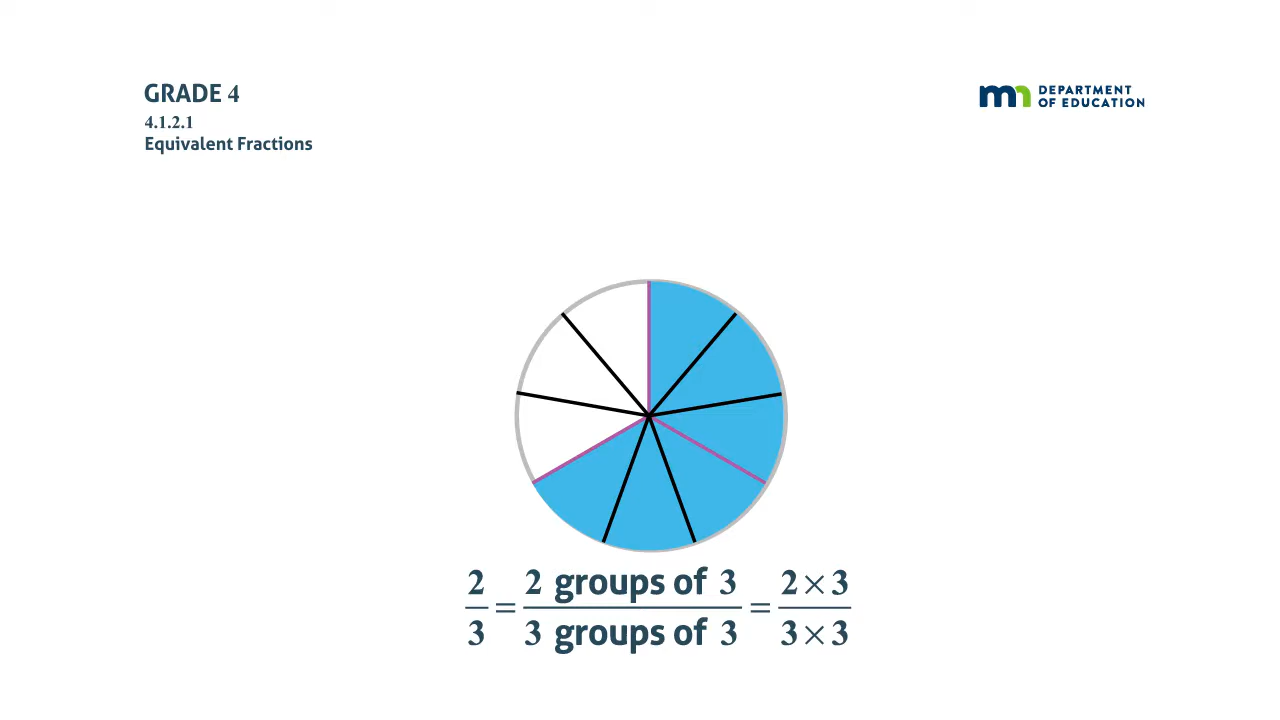 GRADE 4
4.1.2.1
Equivalent Fractions
mn DEPARTMENT
OF EDUCATION
2/3 = 2 groups of 3/3 groups of 3 = 2×3/3×3